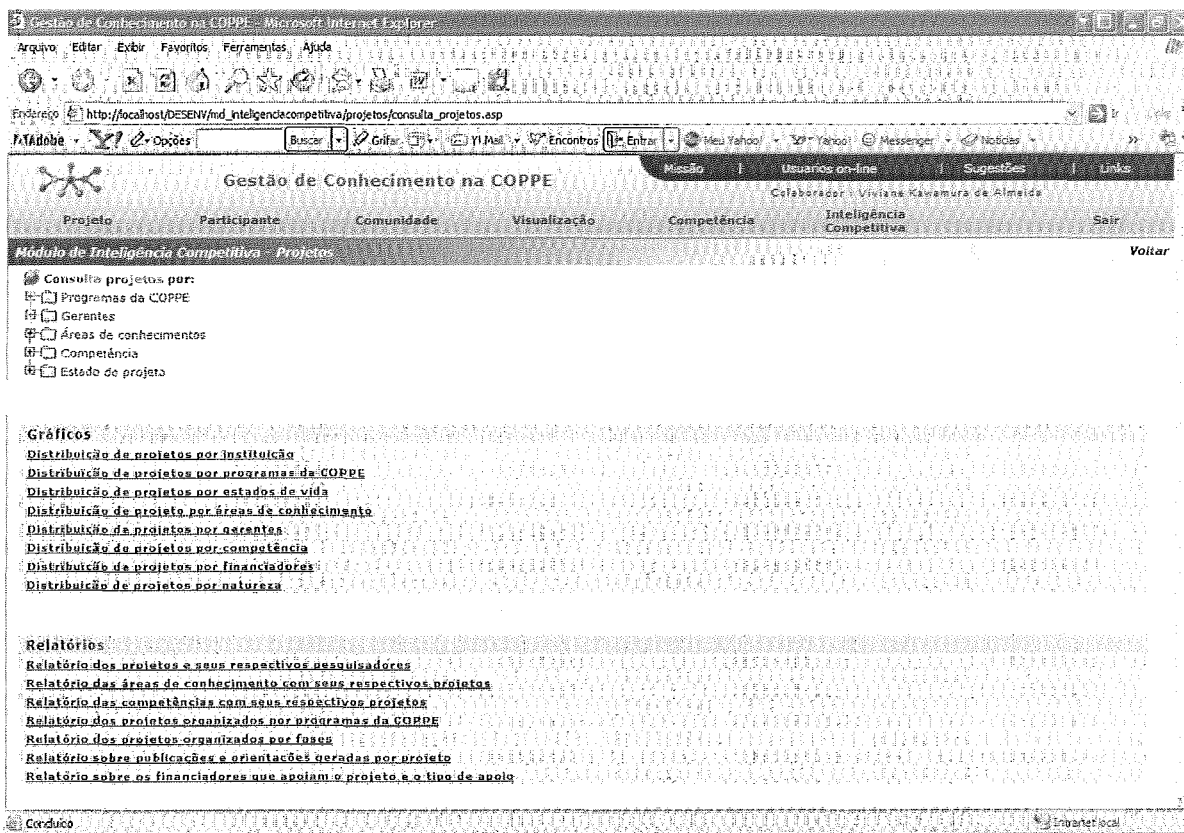 Gestão de Conhecimento na COPPE - Microsoft Internet Explorer
Arquivo Editar Exibir Favoritos Ferramentas Ajuda
Endereço http://localhost/DESENV/md_inteligenciacompetitiva/projetos/consulta_projetos.asp
Adobe Y! Opções Buscar Grifar Y! Mail Encontros Entrar Meu Yahoo! Yahoo! Messenger Notícias
Missão | Usuários on-line | Sugestões | Links
Gestão de Conhecimento na COPPE
Colaborador : Viviane Kawamura de Almeida
Projeto Participante Comunidade Visualização Competência Inteligência Competitiva Sair
Módulo de Inteligência Competitiva - Projetos Voltar
Consulta projetos por:
Programas da COPPE
Gerentes
Áreas de conhecimentos
Competência
Estado de projeto
Gráficos
Distribuição de projetos por instituição
Distribuição de projetos por programas da COPPE
Distribuição de projetos por estados de vida
Distribuição de projeto por áreas de conhecimento
Distribuição de projetos por gerentes
Distribuição de projetos por competência
Distribuição de projetos por financiadores
Distribuição de projetos por natureza
Relatórios
Relatório dos projetos e seus respectivos pesquisadores
Relatório das áreas de conhecimento com seus respectivos projetos
Relatório das competências com seus respectivos projetos
Relatório dos projetos organizados por programas da COPPE
Relatório dos projetos organizados por fases
Relatório sobre publicações e orientações geradas por projeto
Relatório sobre os financiadores que apoiam o projeto e o tipo de apoio
Concluído Intranet local